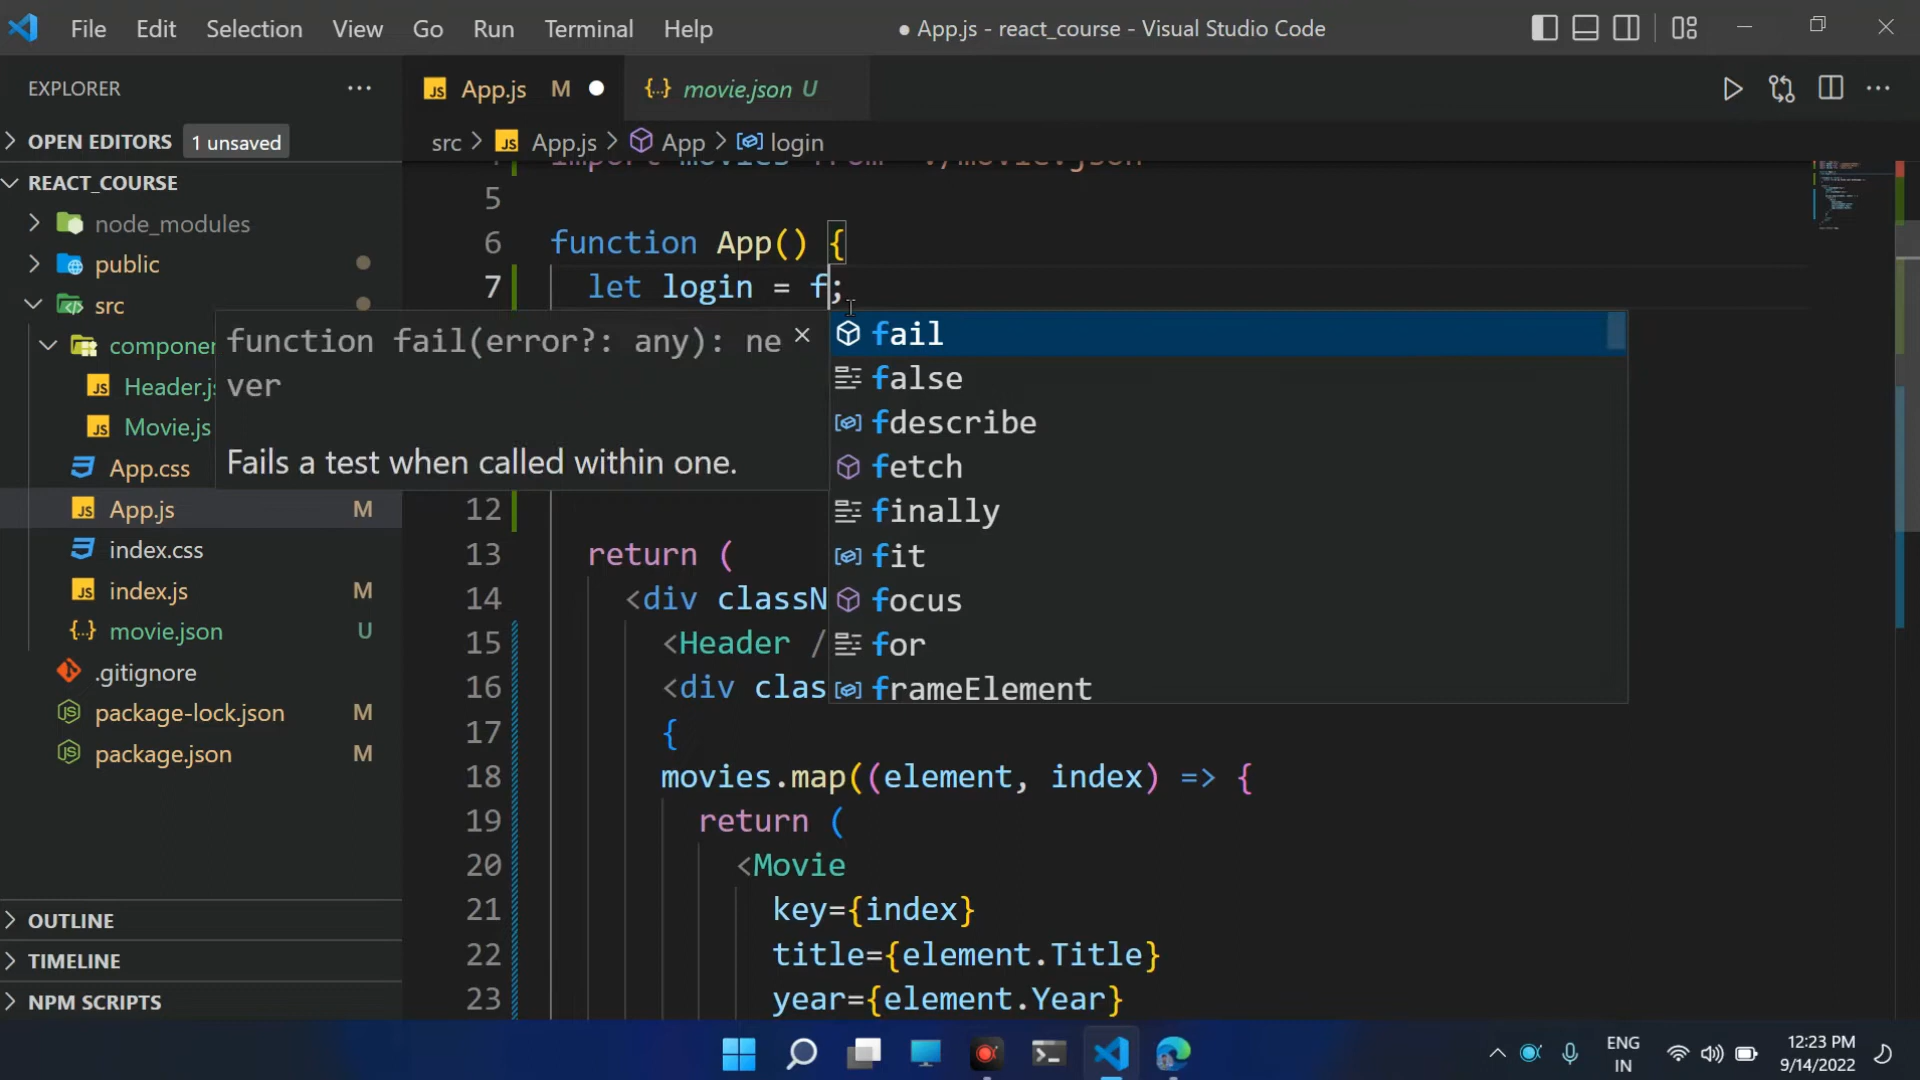 File Edit Selection View Go Run Terminal Help
● App.js - react_course - Visual Studio Code
EXPLORER
OPEN EDITORS 1 unsaved
REACT_COURSE
node_modules
public
src
componen
Header.js
Movie.js
App.css
App.js M
index.css
index.js M
movie.json U
.gitignore
package-lock.json M
package.json M
OUTLINE
TIMELINE
NPM SCRIPTS
App.js M
movie.json U
src > App.js > App > login
import movies from './movie.json'
5
6 function App() {
7 let login = f;
function fail(error?: any): ne
ver
Fails a test when called within one.
fail
false
fdescribe
fetch
finally
fit
focus
for
frameElement
12
13 return (
14 <div classN
15 <Header /
16 <div clas
17 {
18 movies.map((element, index) => {
19 return (
20 <Movie
21 key={index}
22 title={element.Title}
23 year={element.Year}
ENG
IN
12:23 PM
9/14/2022